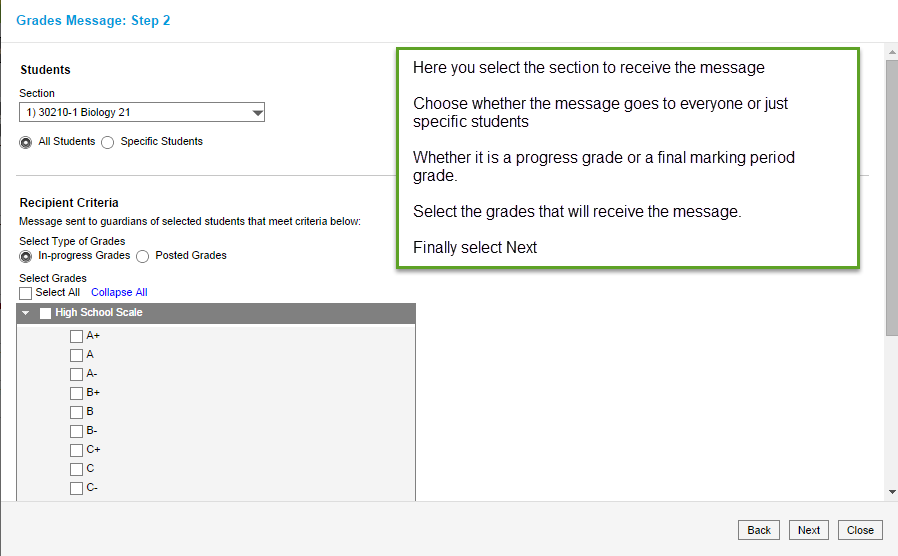 Grades Message: Step 2
Students
Section
1) 30210-1 Biology 21
All Students Specific Students
Recipient Criteria
Message sent to guardians of selected students that meet criteria below:
Select Type of Grades
In-progress Grades Posted Grades
Select Grades
Select All Collapse All
High School Scale
A+
A
A-
B+
B
B-
C+
C
C-
Here you select the section to receive the message
Choose whether the message goes to everyone or just
specific students
Whether it is a progress grade or a final marking period
grade.
Select the grades that will receive the message.
Finally select Next
Back Next Close